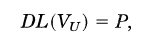 DL(V_U) = P,